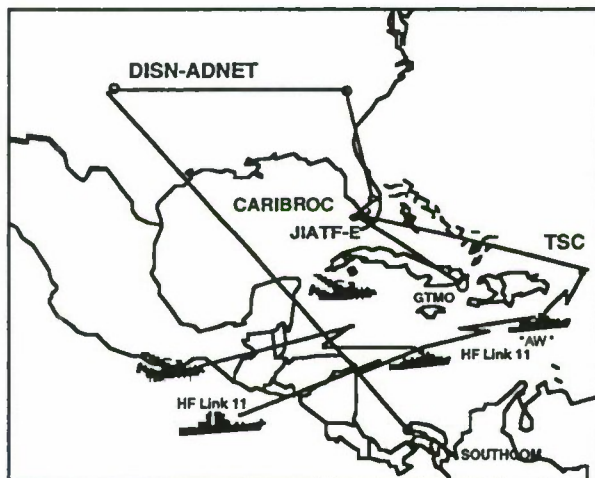 DISN-ADNET
CARIBROC
JIATF-E
TSC
GTMO
"AW"
HF Link 11
HF Link 11
SOUTHCOM